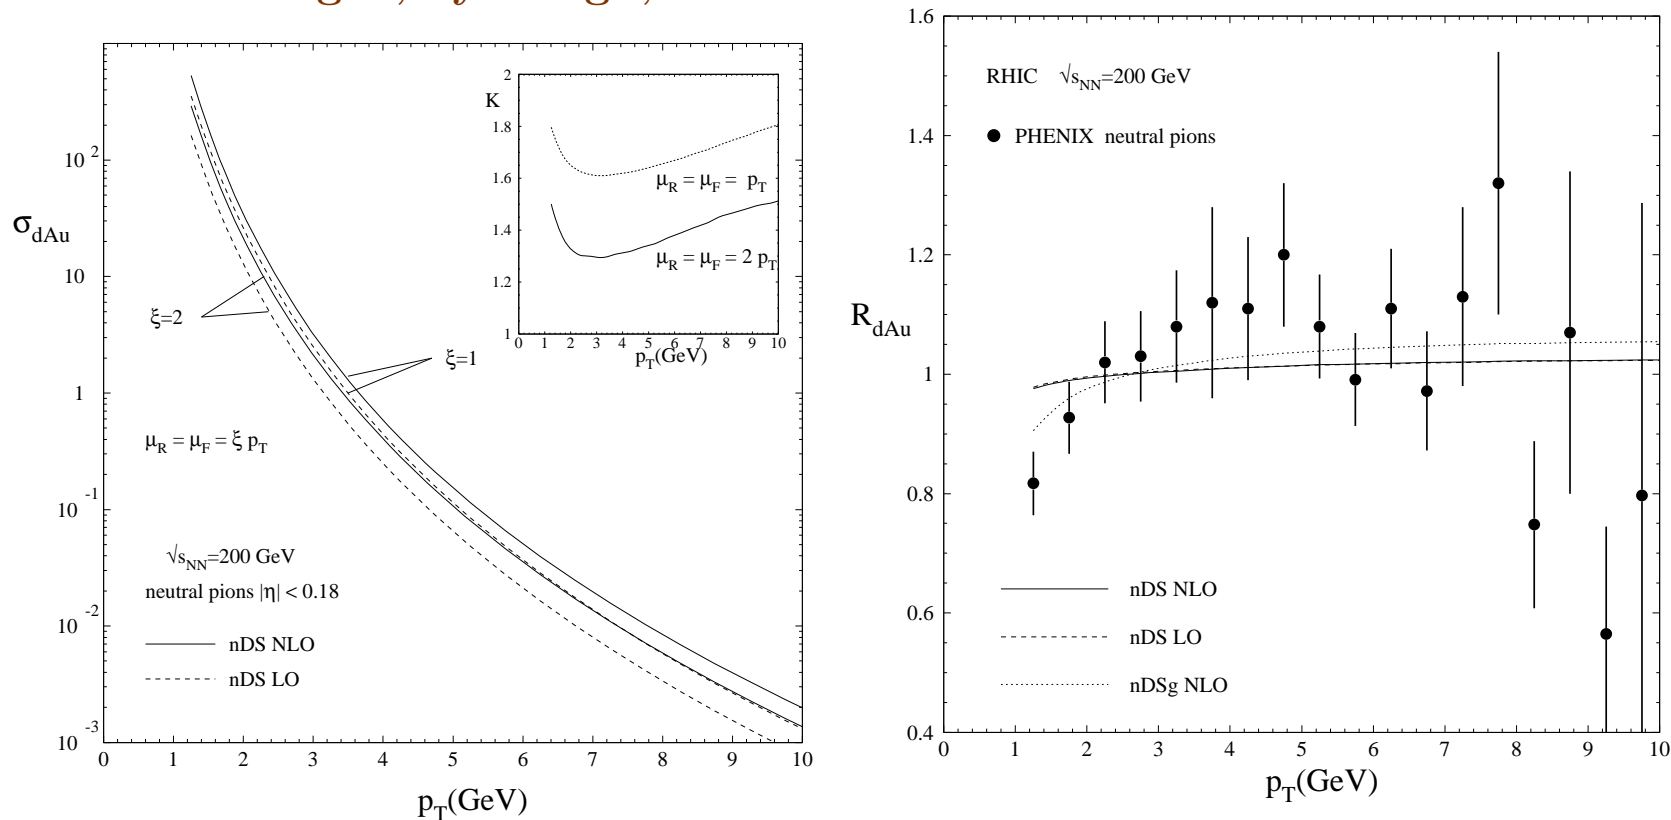 σ_dAu
10^2
10
1
10^-1
10^-2
10^-3
0 1 2 3 4 5 6 7 8 9 10
p_T(GeV)
ξ=2
ξ=1
μ_R = μ_F = ξ p_T
√s_NN=200 GeV
neutral pions |η| < 0.18
nDS NLO
nDS LO
K
2
1.8
1.6
1.4
1.2
1
0 1 2 3 4 5 6 7 8 9 10
p_T(GeV)
μ_R = μ_F = p_T
μ_R = μ_F = 2 p_T
R_dAu
1.6
1.4
1.2
1
0.8
0.6
0.4
0 1 2 3 4 5 6 7 8 9 10
p_T(GeV)
RHIC √s_NN=200 GeV
PHENIX neutral pions
nDS NLO
nDS LO
nDSg NLO